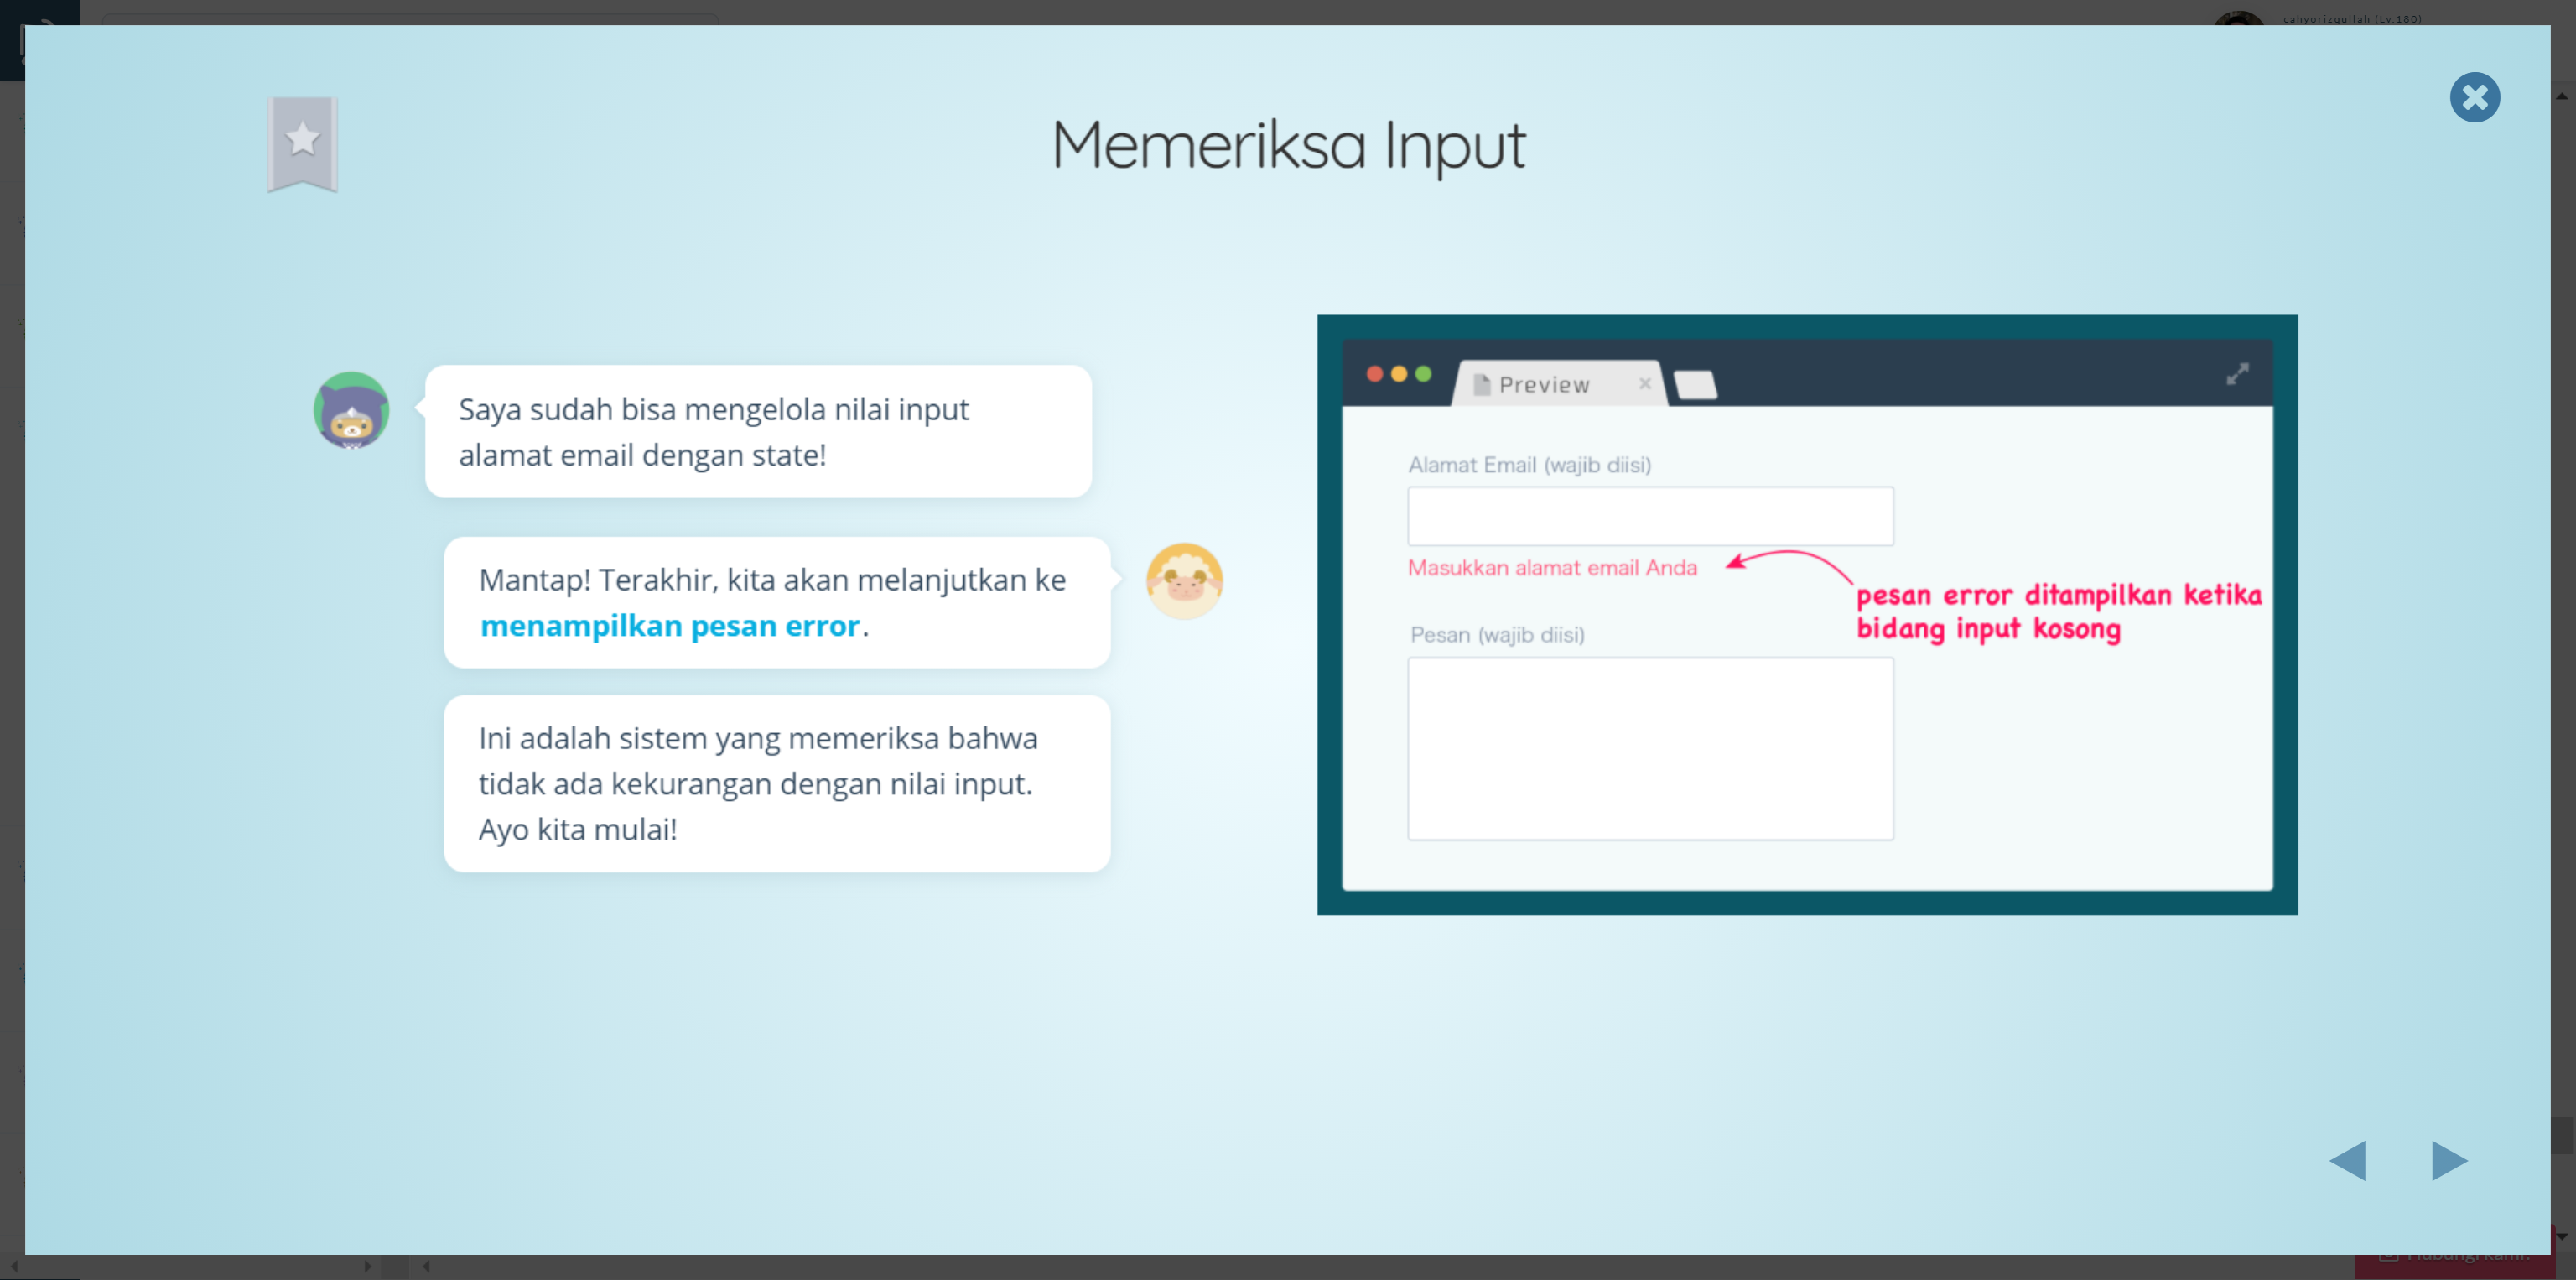 cahyorizqullah (Lv.180)
Memeriksa Input
Saya sudah bisa mengelola nilai input
alamat email dengan state!
Mantap! Terakhir, kita akan melanjutkan ke
menampilkan pesan error.
Ini adalah sistem yang memeriksa bahwa
tidak ada kekurangan dengan nilai input.
Ayo kita mulai!
Preview
Alamat Email (wajib diisi)
Masukkan alamat email Anda
pesan error ditampilkan ketika
bidang input kosong
Pesan (wajib diisi)
Hubungi kami